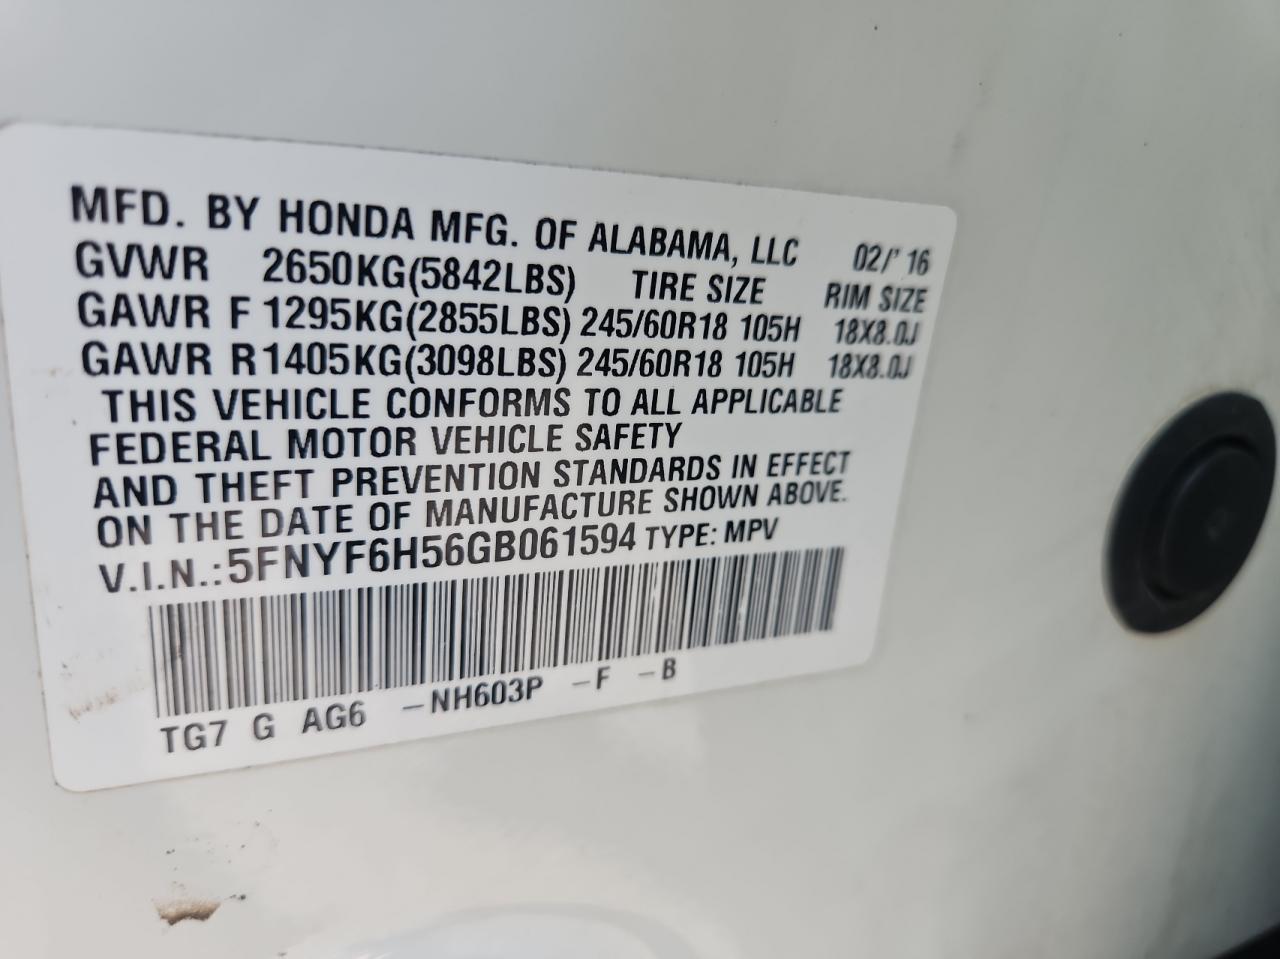 MFD. BY HONDA MFG. OF ALABAMA, LLC 02/' 16
GVWR 2650KG(5842LBS) TIRE SIZE RIM SIZE
GAWR F 1295KG(2855LBS) 245/60R18 105H 18X8.0J
GAWR R 1405KG(3098LBS) 245/60R18 105H 18X8.0J
THIS VEHICLE CONFORMS TO ALL APPLICABLE
FEDERAL MOTOR VEHICLE SAFETY
AND THEFT PREVENTION STANDARDS IN EFFECT
ON THE DATE OF MANUFACTURE SHOWN ABOVE.
V.I.N.: 5FNYF6H56GB061594 TYPE: MPV
TG7 G AG6 -NH603P -F -B